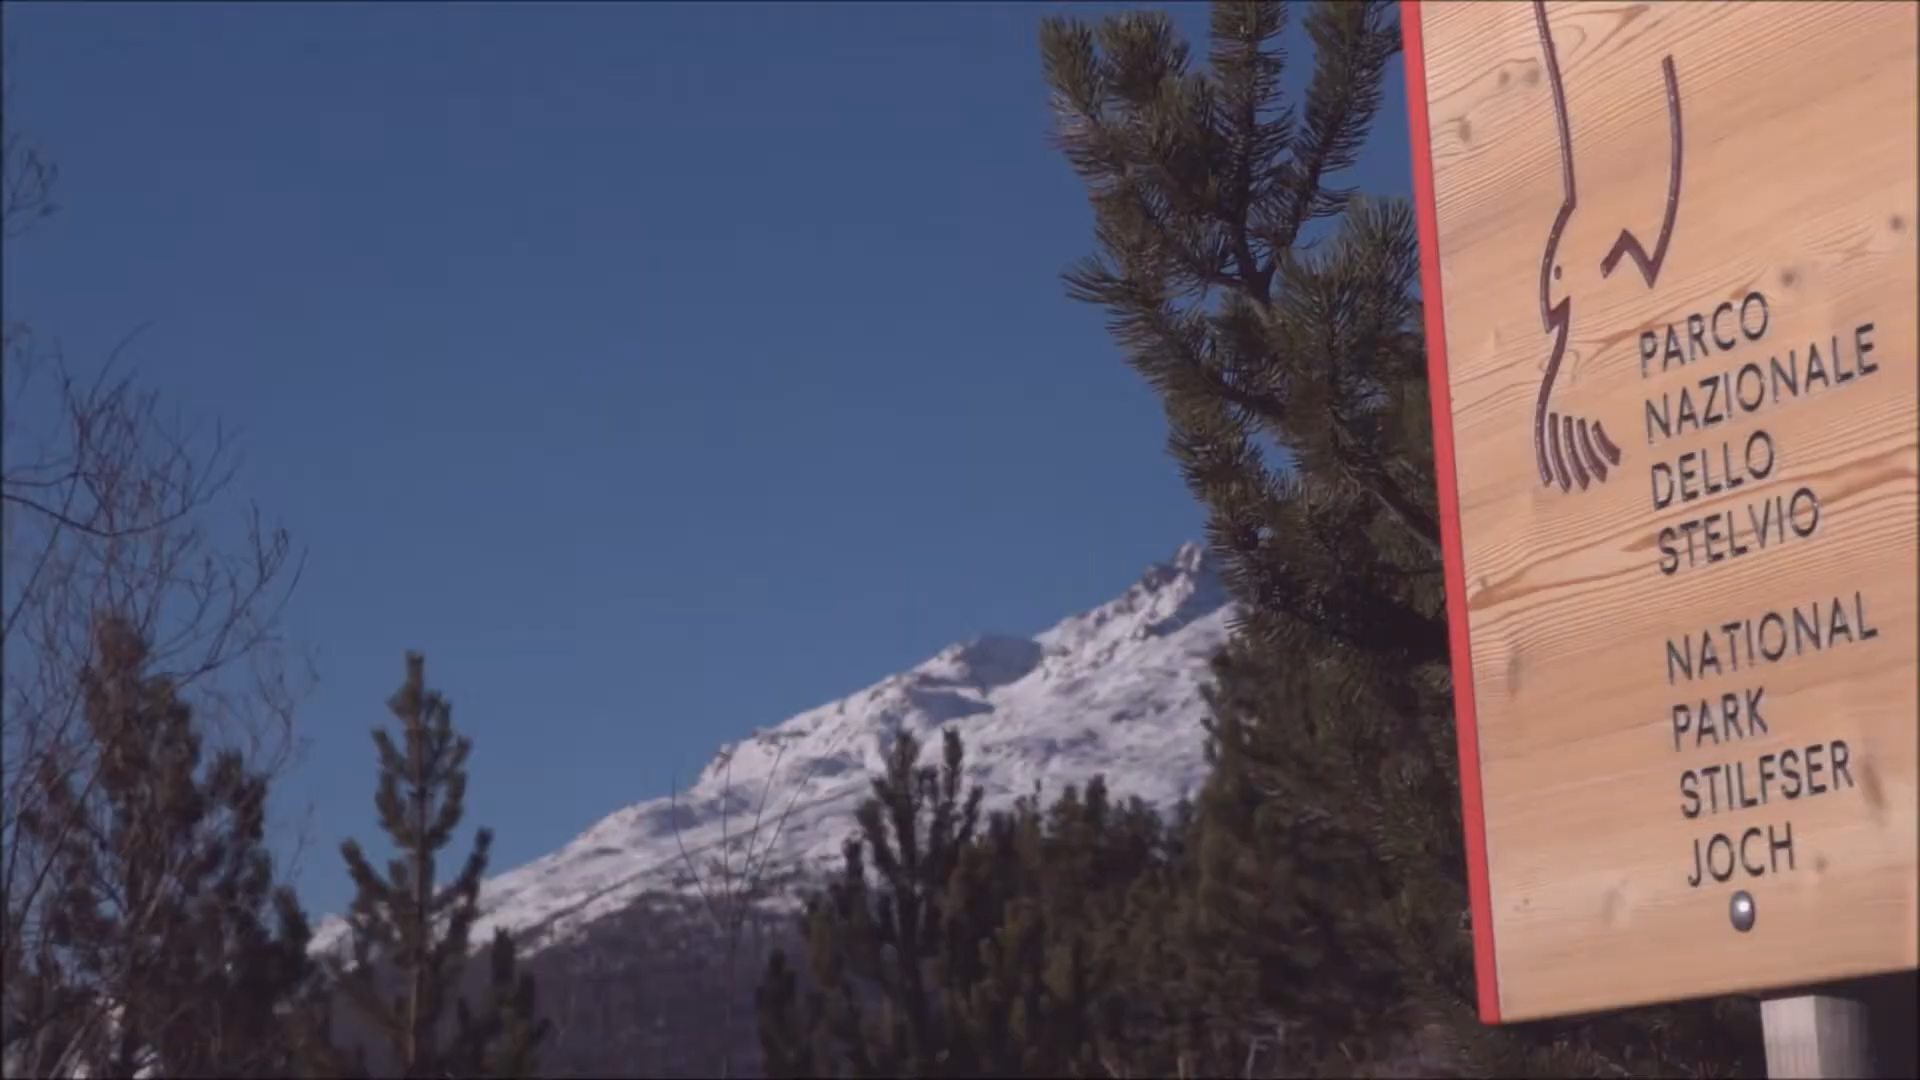 PARCO
NAZIONALE
DELLO
STELVIO
NATIONAL
PARK
STILFSER
JOCH